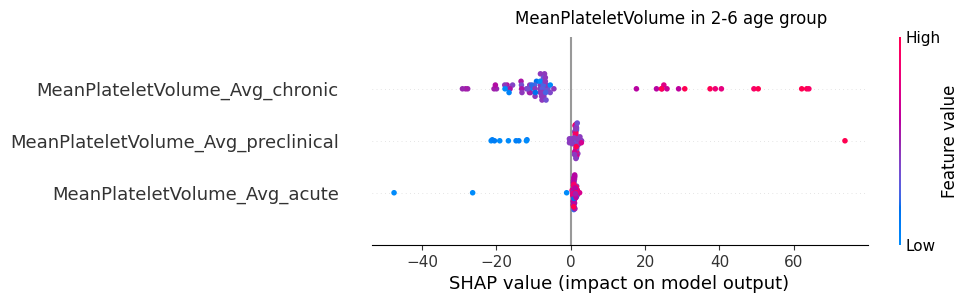 MeanPlateletVolume in 2-6 age group
High
MeanPlateletVolume_Avg_chronic
MeanPlateletVolume_Avg_preclinical
MeanPlateletVolume_Avg_acute
Feature value
Low
−40 −20 0 20 40 60
SHAP value (impact on model output)